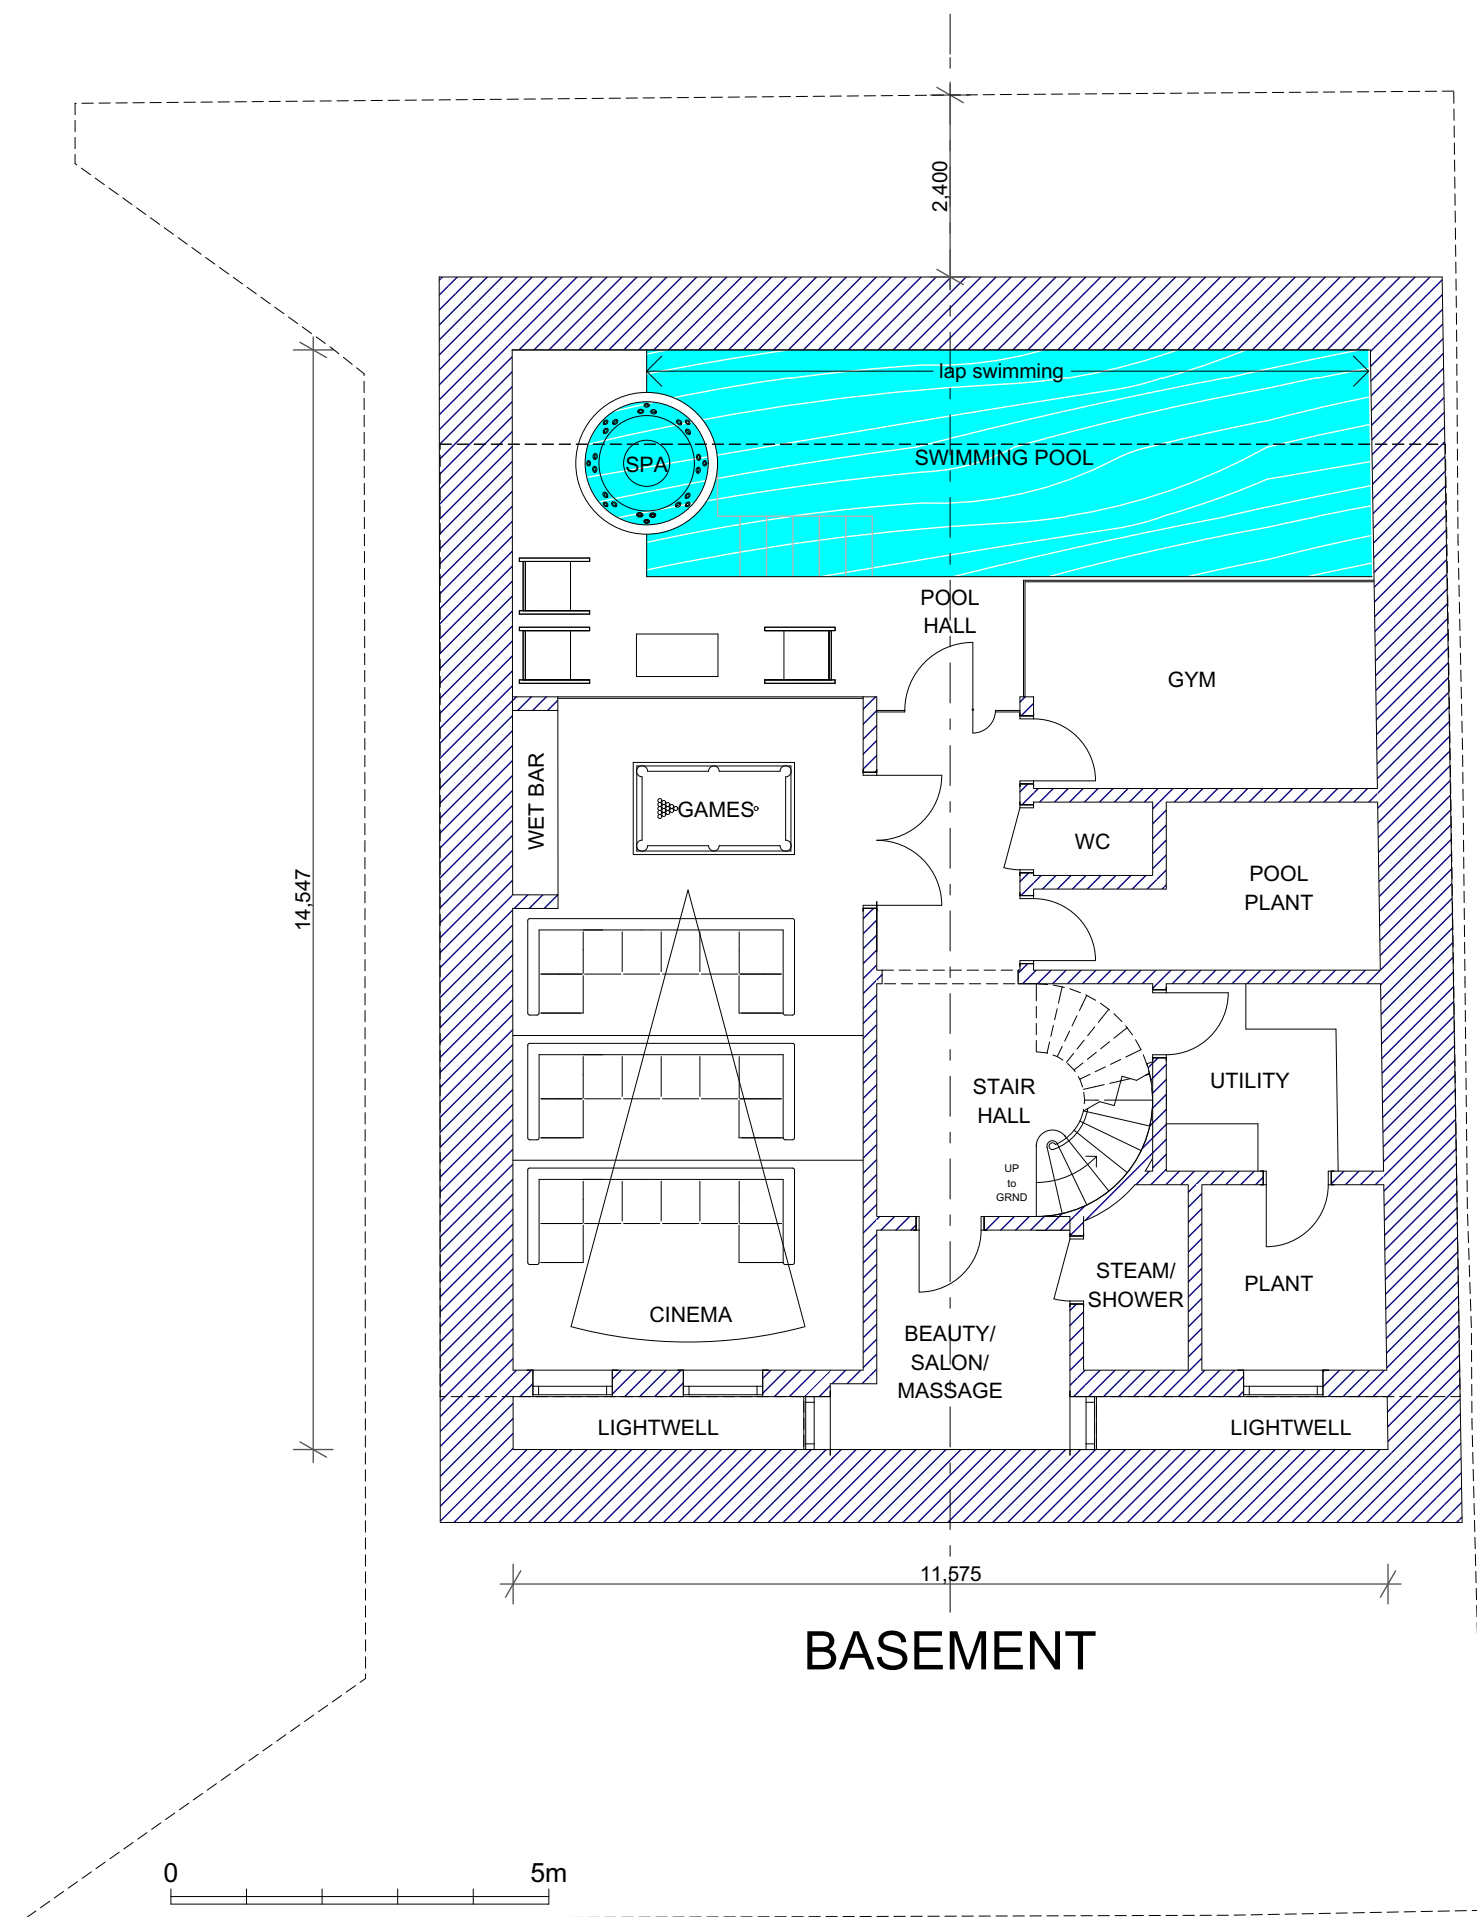 2,400
lap swimming
SPA
SWIMMING POOL
POOL
HALL
GYM
WET BAR
GAMES
WC
POOL
PLANT
14,547
STAIR
HALL
UTILITY
UP
to
GRND
STEAM/
SHOWER
PLANT
CINEMA
BEAUTY/
SALON/
MASSAGE
LIGHTWELL
LIGHTWELL
11,575
BASEMENT
0
5m